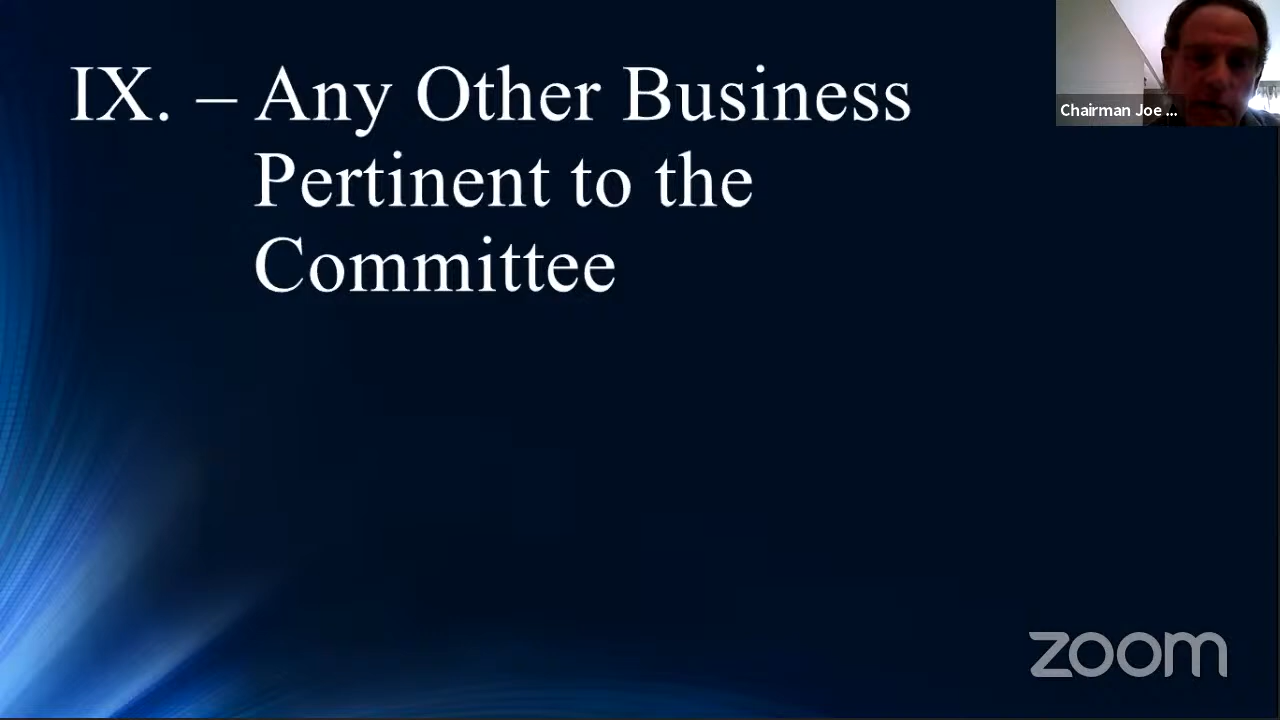 IX. – Any Other Business
Pertinent to the
Committee
Chairman Joe ...
zoom